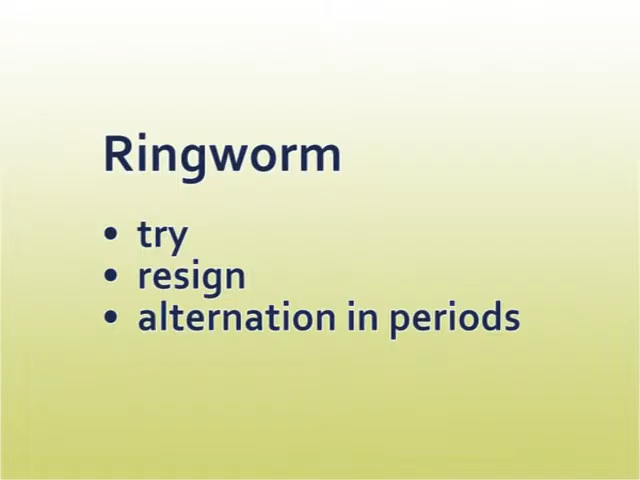 Ringworm
• try
• resign
• alternation in periods